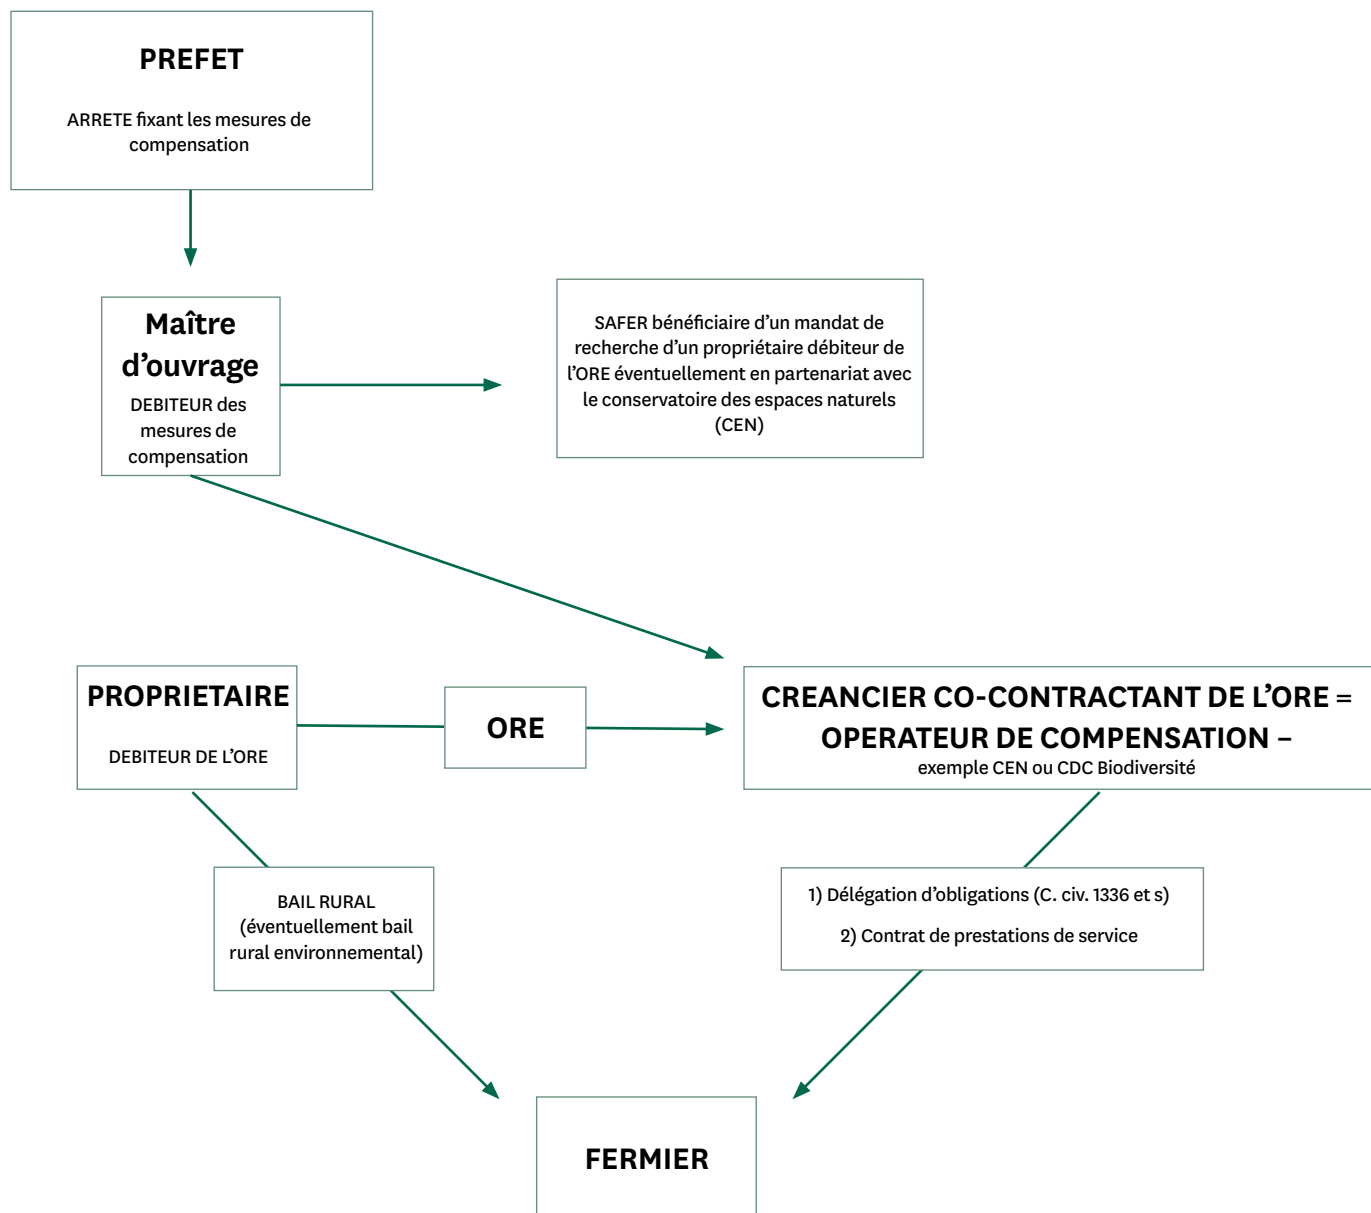 PREFET
ARRETE fixant les mesures de
compensation
Maître
d’ouvrage
DEBITEUR des
mesures de
compensation
SAFER bénéficiaire d’un mandat de
recherche d’un propriétaire débiteur de
l’ORE éventuellement en partenariat avec
le conservatoire des espaces naturels
(CEN)
PROPRIETAIRE
DEBITEUR DE L’ORE
ORE
CREANCIER CO-CONTRACTANT DE L’ORE =
OPERATEUR DE COMPENSATION –
exemple CEN ou CDC Biodiversité
BAIL RURAL
(éventuellement bail
rural environnemental)
1) Délégation d’obligations (C. civ. 1336 et s)
2) Contrat de prestations de service
FERMIER